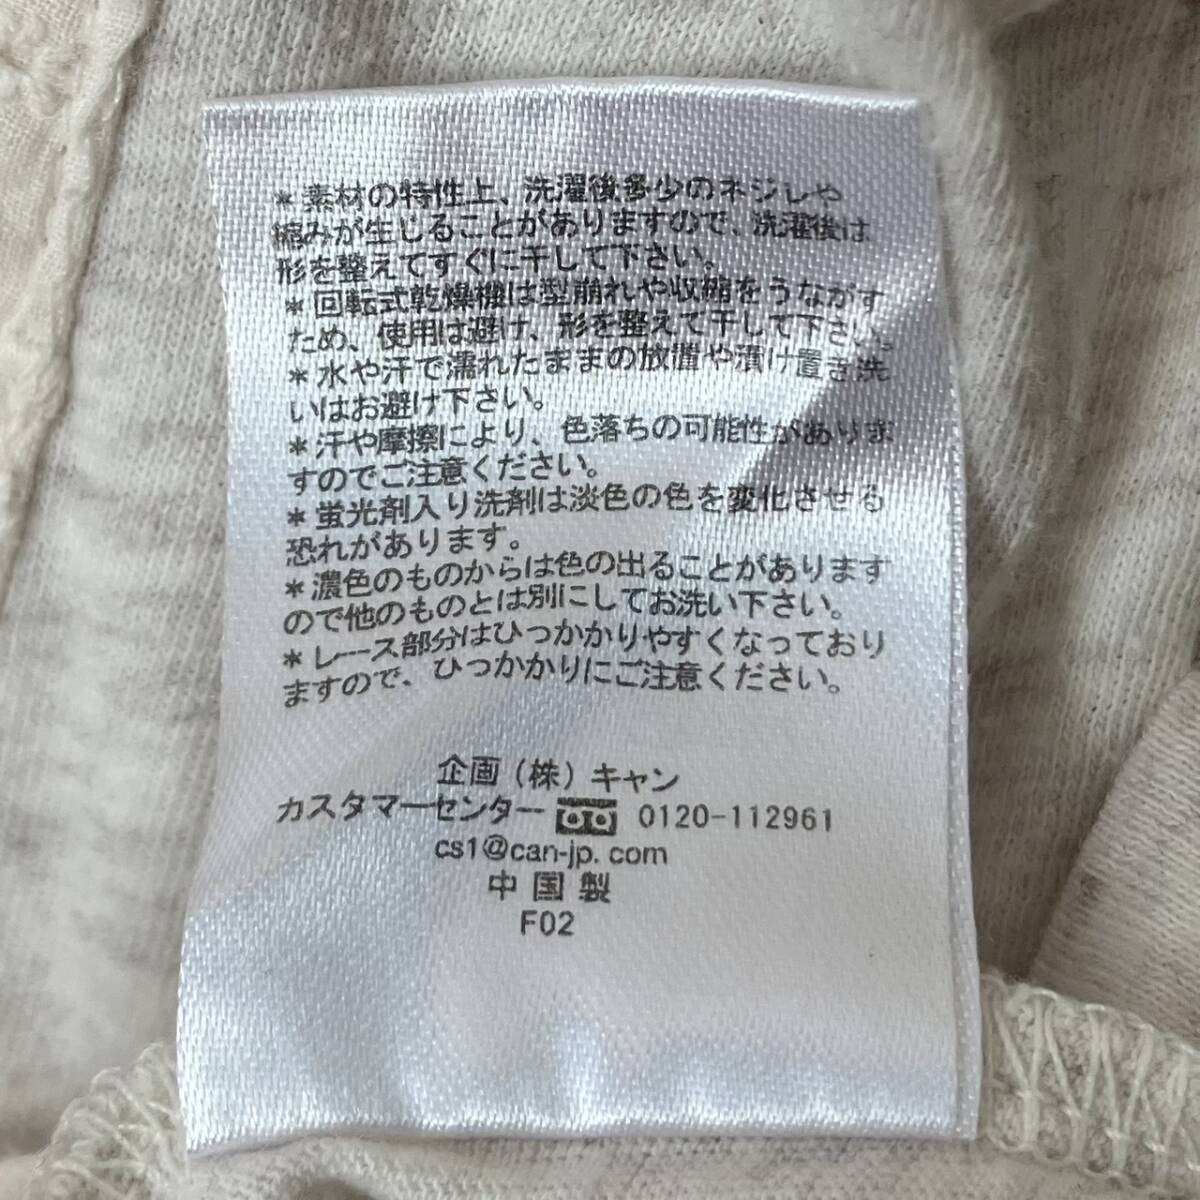 ＊素材の特性上、洗濯後多少のネジレや
縮みが生じることがありますので、洗濯後は
形を整えてすぐに干して下さい。
＊回転式乾燥機は型崩れや収縮をうながす
ため、使用は避け、形を整えて干して下さい。
＊水や汗で濡れたままの放置や漬け置き洗
いはお避け下さい。
＊汗や摩擦により、色落ちの可能性がありま
すのでご注意ください。
＊蛍光剤入り洗剤は淡色の色を変化させる
恐れがあります。
＊濃色のものからは色の出ることがあります
ので他のものとは別にしてお洗い下さい。
＊レース部分はひっかかりやすくなっており
ますので、ひっかかりにご注意ください。
企画（株）キャン
カスタマーセンター 0120-112961
cs1@can-jp.com
中国製
F02